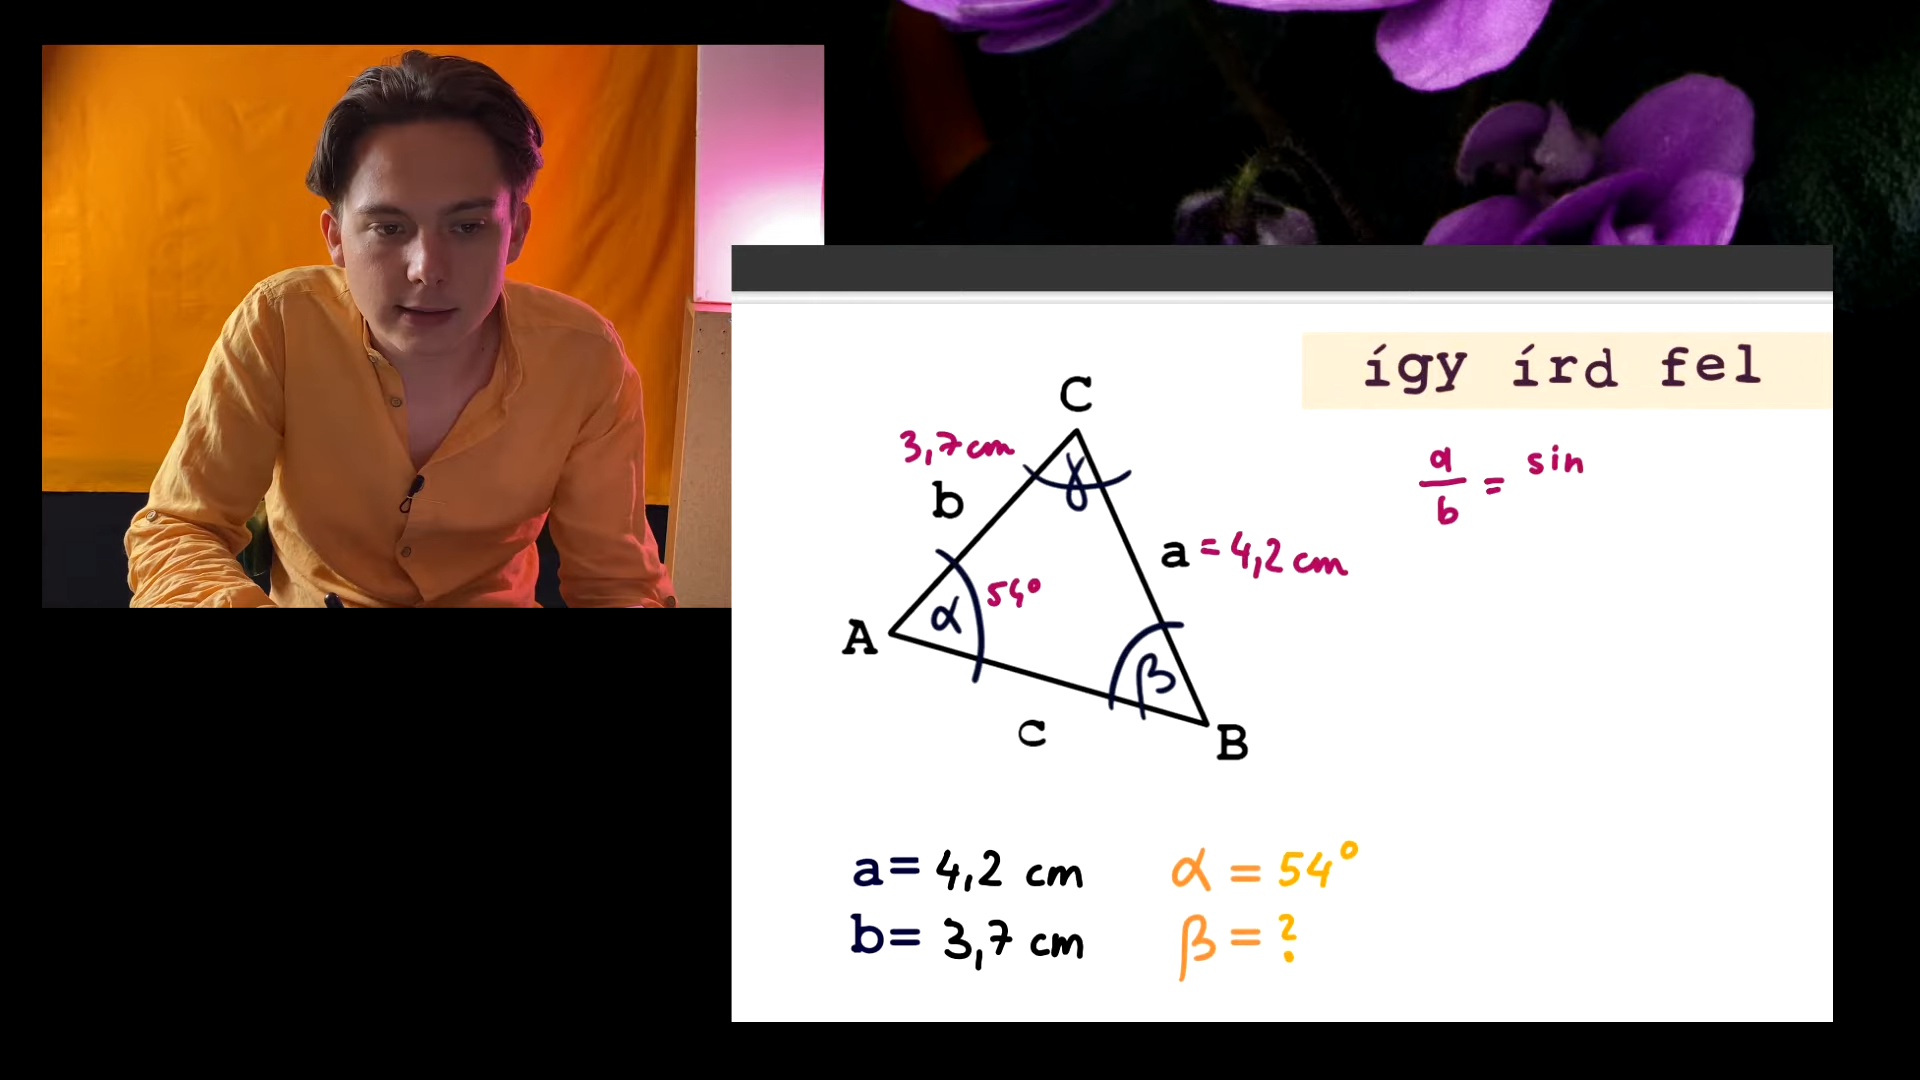 így írd fel
C
3,7 cm
b
γ
a = 4,2 cm
a/b = sin
54°
α
A
β
c
B
a= 4,2 cm
α = 54°
b= 3,7 cm
β = ?